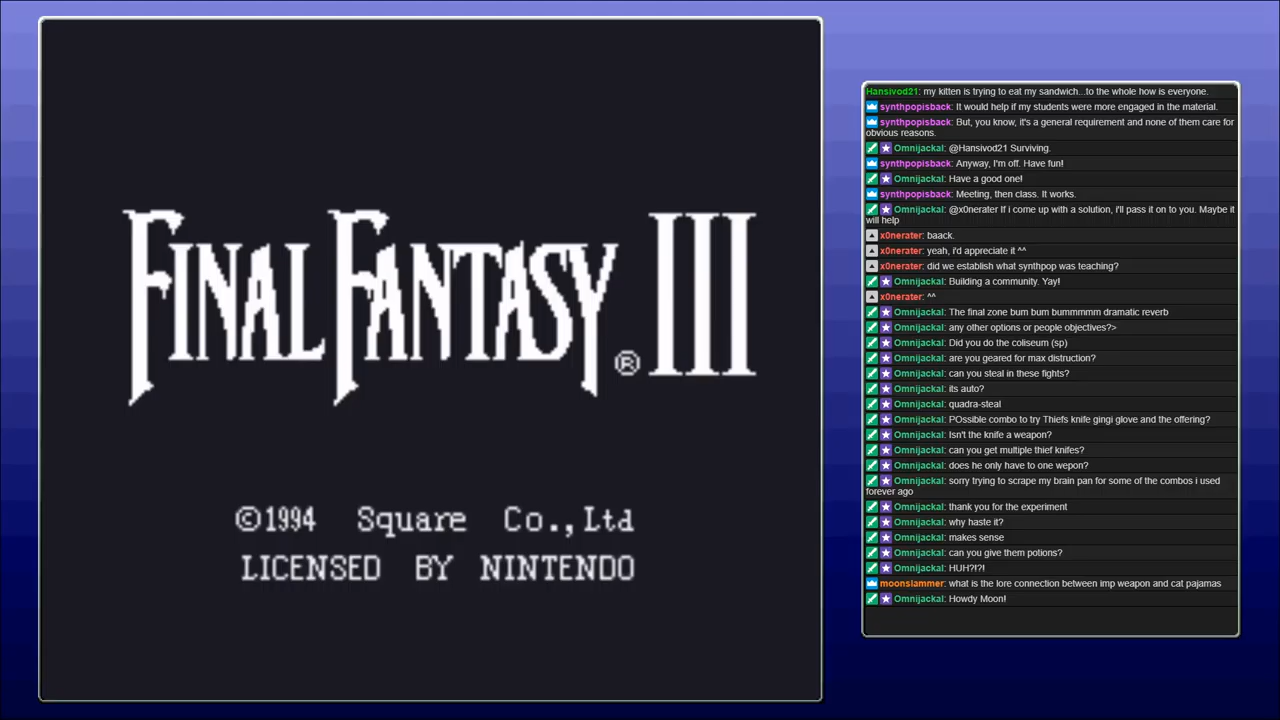 FINAL FANTASY ® III
©1994 Square Co.,Ltd
LICENSED BY NINTENDO
Hansivod21: my kitten is trying to eat my sandwich...to the whole how is everyone.
synthpopisback: It would help if my students were more engaged in the material.
synthpopisback: But, you know, it's a general requirement and none of them care for
obvious reasons.
Omnijackal: @Hansivod21 Surviving.
synthpopisback: Anyway, I'm off. Have fun!
Omnijackal: Have a good one!
synthpopisback: Meeting, then class. It works.
Omnijackal: @x0nerater If i come up with a solution, i'll pass it on to you. Maybe it
will help
x0nerater: baack.
x0nerater: yeah, i'd appreciate it ^^
x0nerater: did we establish what synthpop was teaching?
Omnijackal: Building a community. Yay!
x0nerater: ^^
Omnijackal: The final zone bum bum bummmmm dramatic reverb
Omnijackal: any other options or people objectives?>
Omnijackal: Did you do the coliseum (sp)
Omnijackal: are you geared for max distruction?
Omnijackal: can you steal in these fights?
Omnijackal: its auto?
Omnijackal: quadra-steal
Omnijackal: POssible combo to try Thiefs knife gingi glove and the offering?
Omnijackal: Isn't the knife a weapon?
Omnijackal: can you get multiple thief knifes?
Omnijackal: does he only have to one wepon?
Omnijackal: sorry trying to scrape my brain pan for some of the combos i used
forever ago
Omnijackal: thank you for the experiment
Omnijackal: why haste it?
Omnijackal: makes sense
Omnijackal: can you give them potions?
Omnijackal: HUH?!?!
moonslammer: what is the lore connection between imp weapon and cat pajamas
Omnijackal: Howdy Moon!